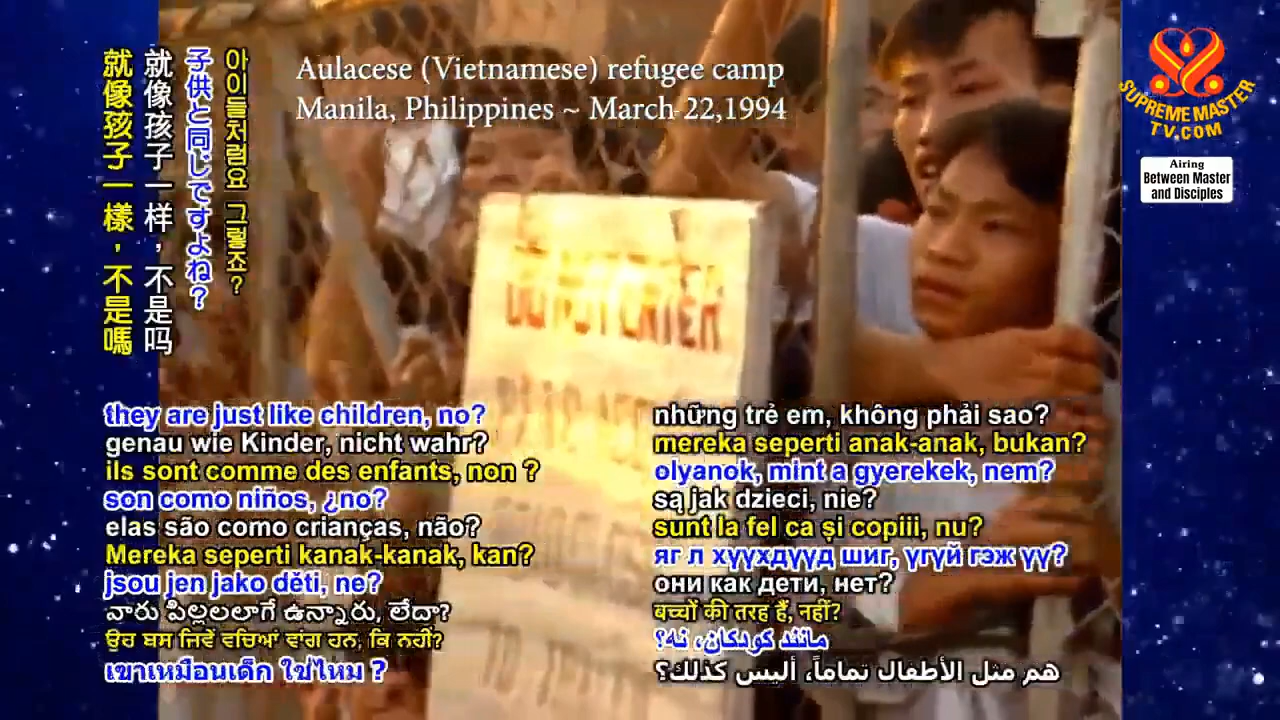 Aulacese (Vietnamese) refugee camp
Manila, Philippines ~ March 22,1994
SUPREME MASTER
TV.COM
Airing
Between Master
and Disciples
아이들처럼요 그렇죠?
子供と同じですよね?
就像孩子一样，不是吗
就像孩子一樣，不是嗎
DO NOT ENTER
they are just like children, no?
genau wie Kinder, nicht wahr?
ils sont comme des enfants, non ?
son como niños, ¿no?
elas são como crianças, não?
Mereka seperti kanak-kanak, kan?
jsou jen jako děti, ne?
వారు పిల్లలలాగే ఉన్నారు, లేదా?
ਉਹ ਬਸ ਜਿਵੇਂ ਵਚਿਆਂ ਵਾਂਗ ਹਨ, ਕਿ ਨਹੀਂ?
เขาเหมือนเด็ก ใช่ไหม ?
những trẻ em, không phải sao?
mereka seperti anak-anak, bukan?
olyanok, mint a gyerekek, nem?
są jak dzieci, nie?
sunt la fel ca și copiii, nu?
яг л хүүхдүүд шиг, үгүй гэж үү?
они как дети, нет?
बच्चों की तरह हैं, नहीं?
مانند کودکان، نه؟
هم مثل الأطفال تماماً، أليس كذلك؟